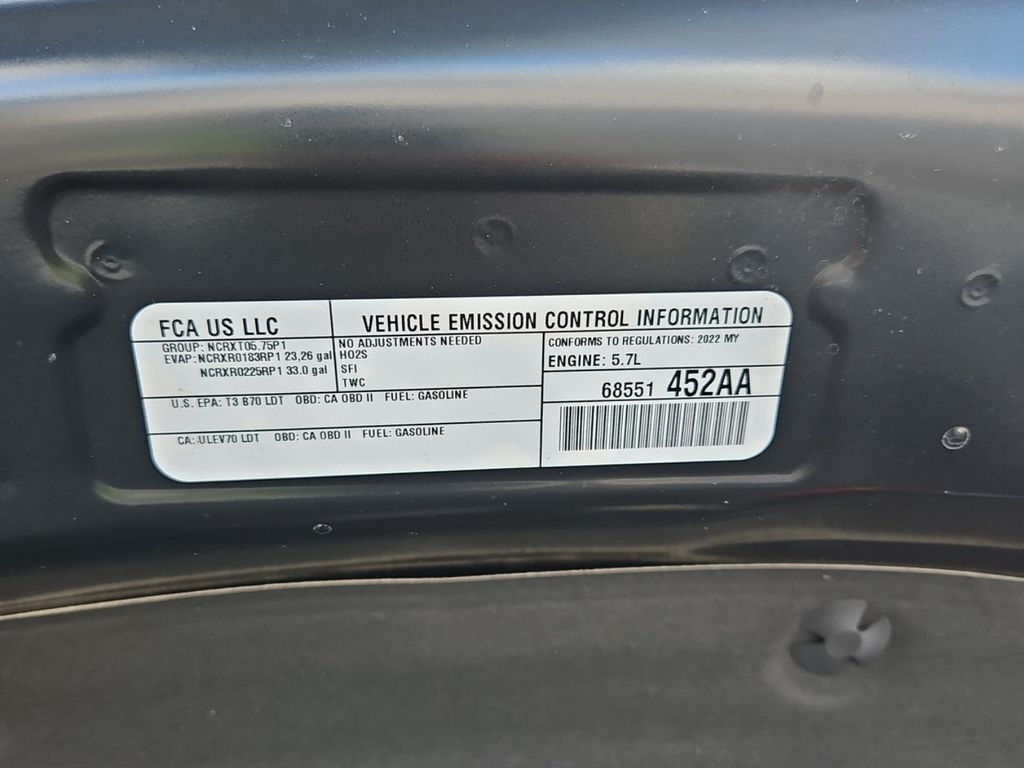 FCA US LLC
VEHICLE EMISSION CONTROL INFORMATION
GROUP: NCRXT05.75P1
EVAP: NCRXR0183RP1 23,26 gal
NCRXR0225RP1 33.0 gal
NO ADJUSTMENTS NEEDED
HO2S
SFI
TWC
CONFORMS TO REGULATIONS: 2022 MY
ENGINE: 5.7L
U.S. EPA: T3 B70 LDT OBD: CA OBD II FUEL: GASOLINE
CA: ULEV70 LDT OBD: CA OBD II FUEL: GASOLINE
68551 452AA